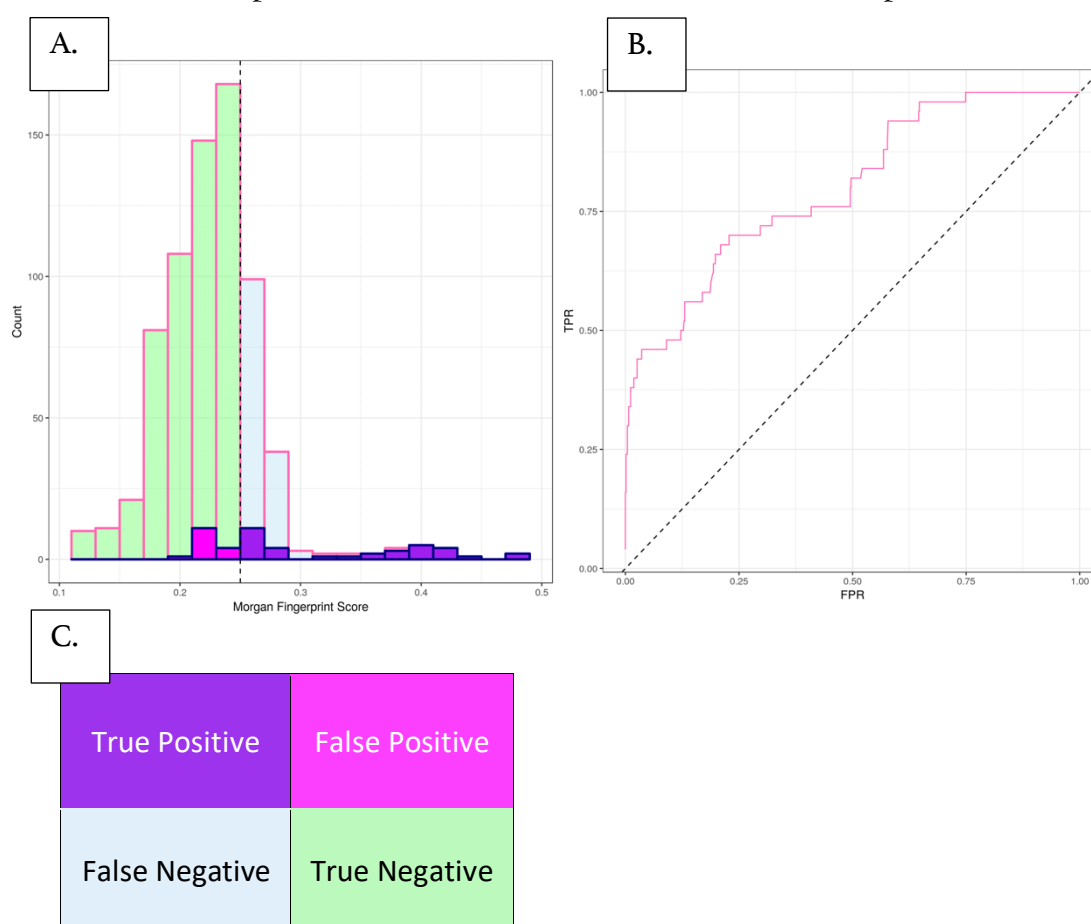 A.
B.
150
100
50
0
Count
0.1 0.2 0.3 0.4 0.5
Morgan Fingerprint Score
1.00
0.75
0.50
0.25
0.00
TPR
0.00 0.25 0.50 0.75 1.00
FPR
C.
True Positive False Positive
False Negative True Negative